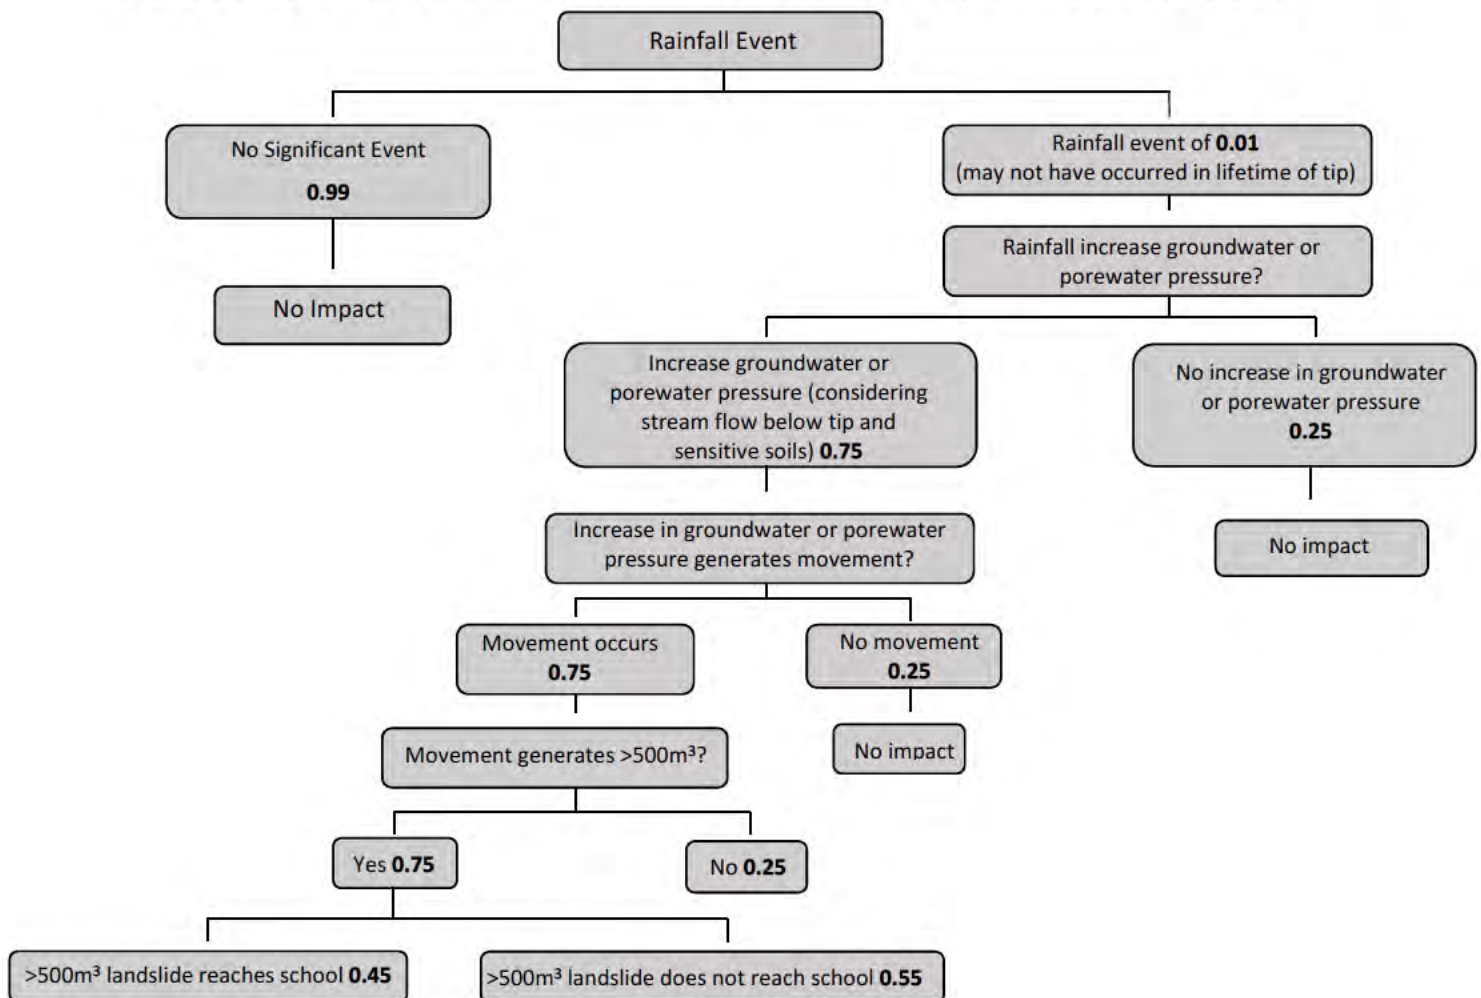 Rainfall Event
No Significant Event
0.99
Rainfall event of 0.01
(may not have occurred in lifetime of tip)
Rainfall increase groundwater or
porewater pressure?
No Impact
Increase groundwater or
porewater pressure (considering
stream flow below tip and
sensitive soils) 0.75
No increase in groundwater
or porewater pressure
0.25
Increase in groundwater or porewater
pressure generates movement?
No impact
Movement occurs
0.75
No movement
0.25
Movement generates >500m³?
No impact
Yes 0.75
No 0.25
>500m³ landslide reaches school 0.45
>500m³ landslide does not reach school 0.55